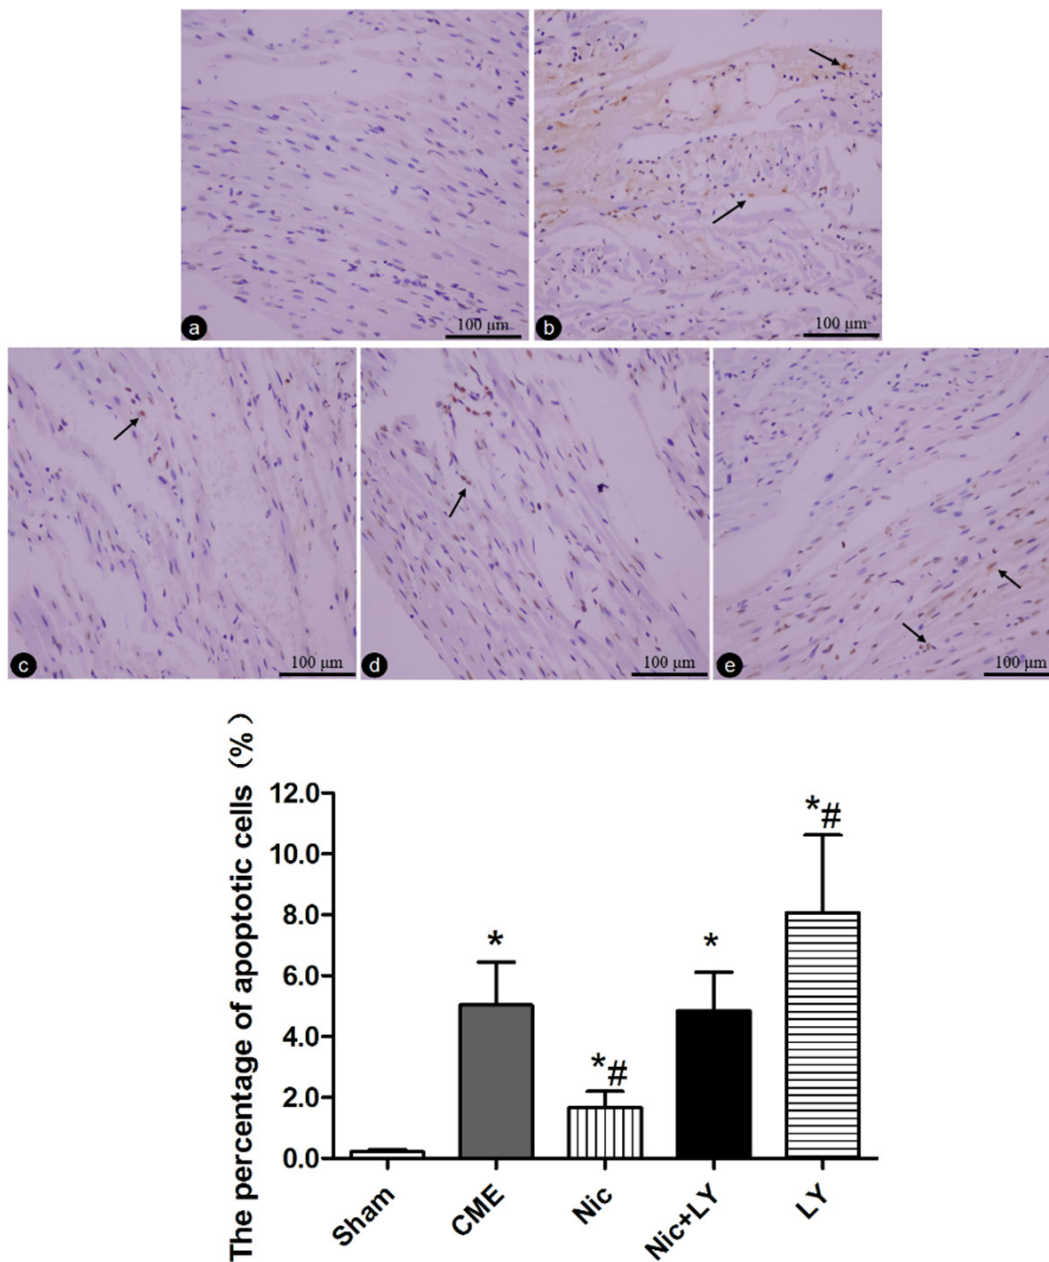 a
100 μm
b
100 μm
c
100 μm
d
100 μm
e
100 μm
The percentage of apoptotic cells (%)
12.0
10.0
8.0
6.0
4.0
2.0
0.0
*
*#
*
*#
Sham
CME
Nic
Nic+LY
LY